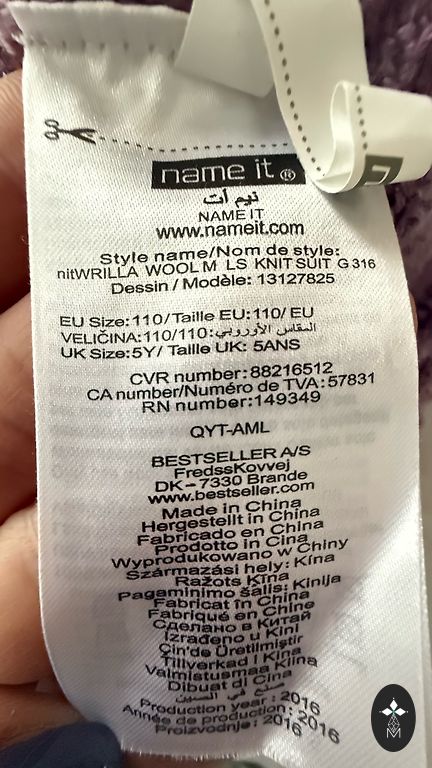 name it ®
نيم ات
NAME IT
www.nameit.com
Style name/Nom de style:
nitWRILLA WOOL M LS KNIT SUIT G 316
Dessin / Modèle: 13127825
EU Size:110/Taille EU:110/ EU
VELIČINA:110/110:المقاس الأوروبي
UK Size:5Y/ Taille UK: 5ANS
CVR number:88216512
CA number/Numéro de TVA:57831
RN number:149349
QYT-AML
BESTSELLER A/S
FredssKovvej
DK-7330 Brande
www.bestseller.com
Made in China
Hergestellt in China
Fabricado en China
Prodotto in Cina
Wyprodukowano w Chiny
Származási hely: Kína
Ražots Ķīna
Pagaminimo šalis: Kinija
Fabricat în China
Fabriqué en Chine
Сделано в Китай
Izrađeno u Kini
Çin'de Üretilmiştir
Tillverkad i Kina
Valmistusmaa Kiina
Dibuat di Cina
صنع في الصين
Production year : 2016
Année de production: 2016
Proizvodnje: 2016